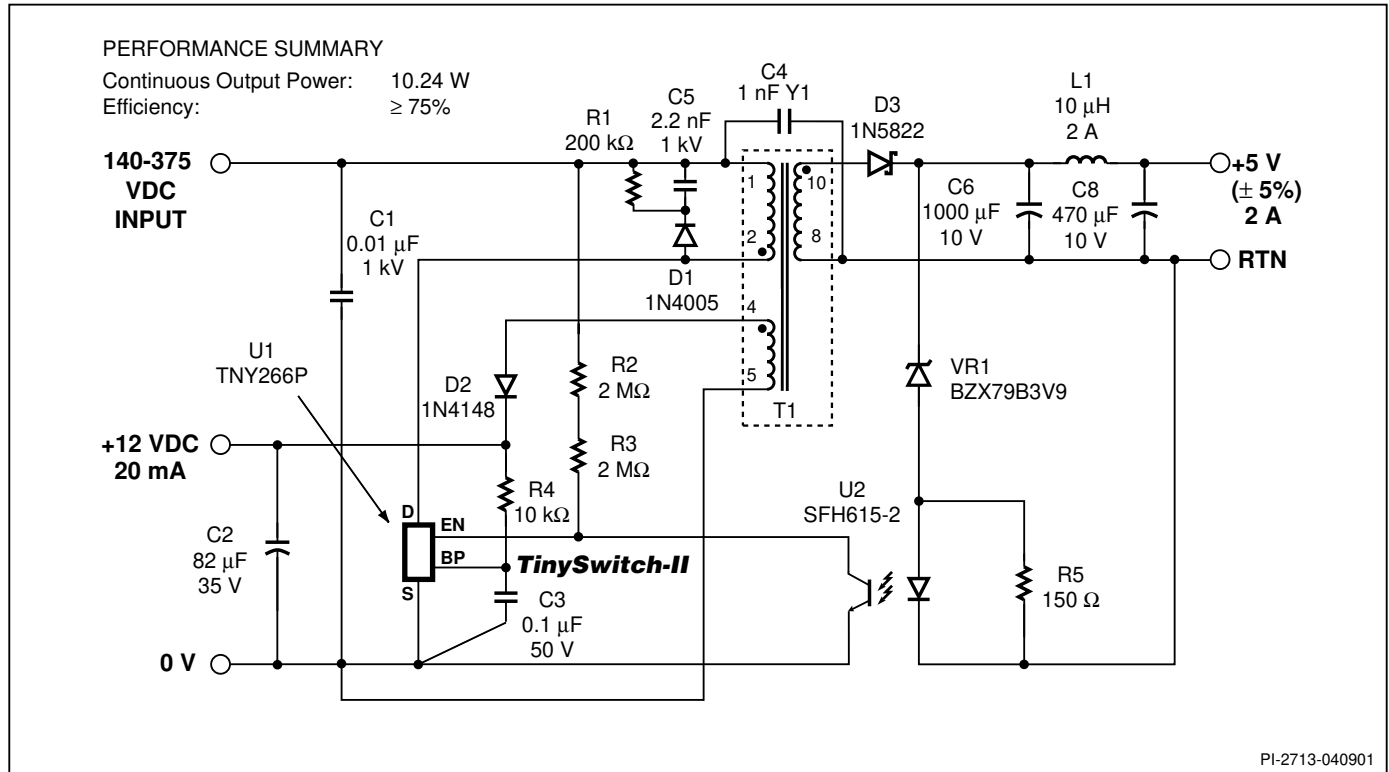 PERFORMANCE SUMMARY
Continuous Output Power: 10.24 W
Efficiency: ≥ 75%
C4
1 nF Y1
L1
10 μH
2 A
C5
2.2 nF
1 kV
D3
1N5822
R1
200 kΩ
140-375
VDC
INPUT
1
2
10
8
+5 V
(± 5%)
2 A
C6
1000 μF
10 V
C8
470 μF
10 V
C1
0.01 μF
1 kV
RTN
D1
1N4005
4
5
T1
U1
TNY266P
D2
1N4148
R2
2 MΩ
VR1
BZX79B3V9
+12 VDC
20 mA
R3
2 MΩ
R4
10 kΩ
U2
SFH615-2
D
EN
BP
S
TinySwitch-II
C2
82 μF
35 V
C3
0.1 μF
50 V
R5
150 Ω
0 V
PI-2713-040901